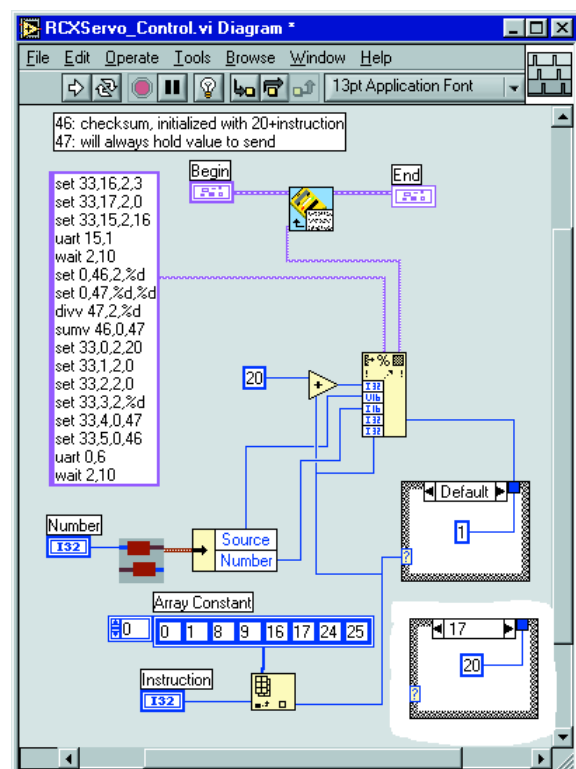 RCXServo_Control.vi Diagram *
File Edit Operate Tools Browse Window Help
13pt Application Font
46: checksum, initialized with 20+instruction
47: will always hold value to send
Begin
End
set 33,16,2,3
set 33,17,2,0
set 33,15,2,16
uart 15,1
wait 2,10
set 0,46,2,%d
set 0,47,%d,%d
divv 47,2,%d
sumv 46,0,47
set 33,0,2,20
set 33,1,2,0
set 33,2,2,0
set 33,3,2,%d
set 33,4,0,47
set 33,5,0,46
uart 0,6
wait 2,10
20
+
%
I32
U16
I16
I32
I32
Default
1
?
Number
I32
Source
Number
Array Constant
0 0 1 8 9 16 17 24 25
Instruction
I32
17
20
?